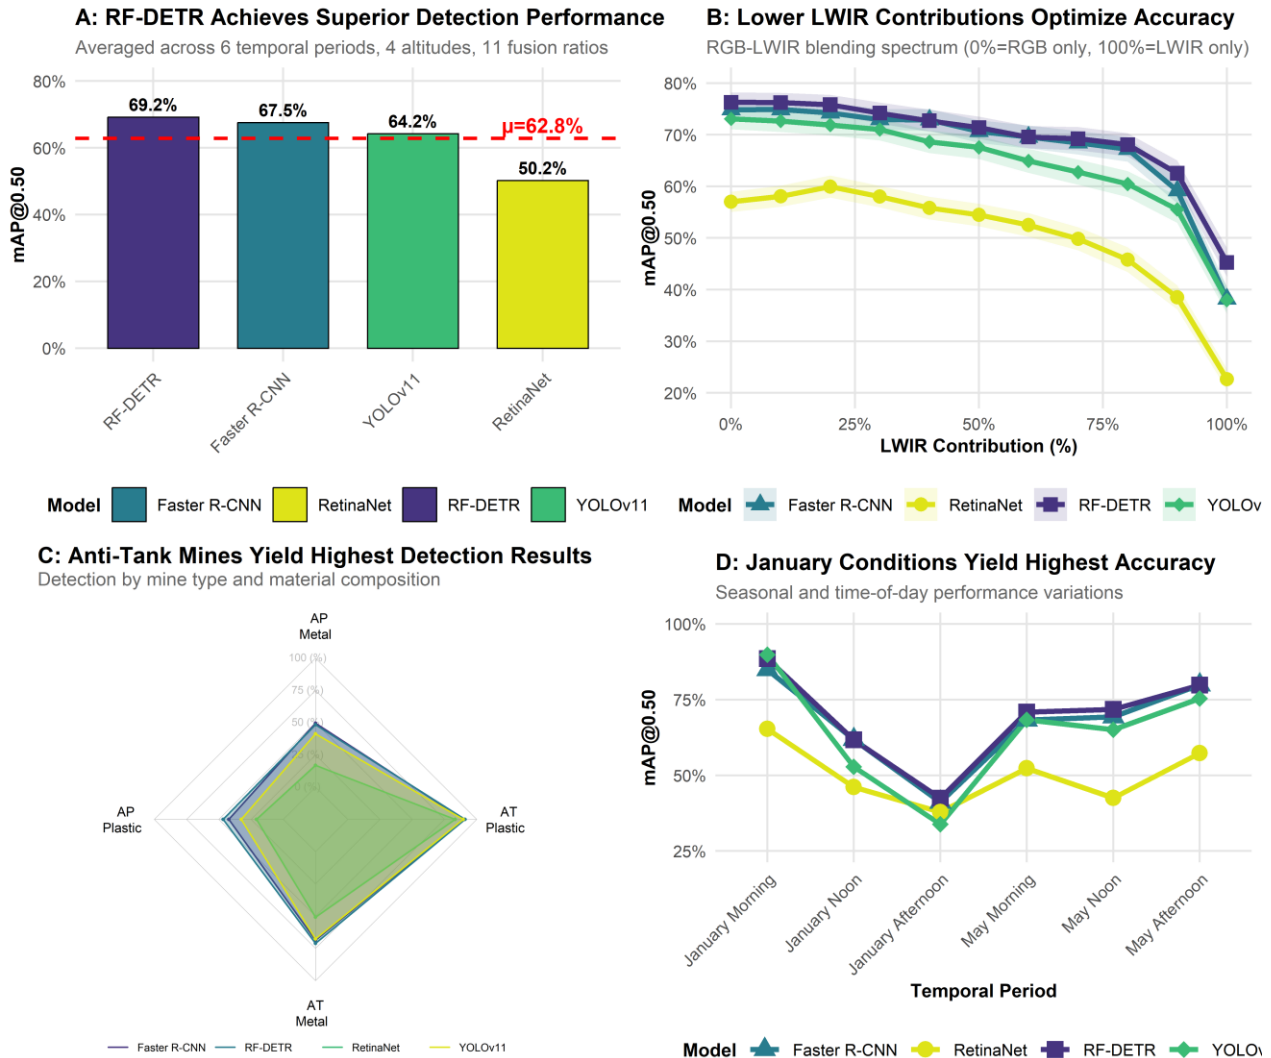 A: RF-DETR Achieves Superior Detection Performance
Averaged across 6 temporal periods, 4 altitudes, 11 fusion ratios
mAP@0.50
80%
60%
40%
20%
0%
69.2%
67.5%
64.2%
μ=62.8%
50.2%
RF-DETR
Faster R-CNN
YOLOv11
RetinaNet
Model Faster R-CNN RetinaNet RF-DETR YOLOv11
B: Lower LWIR Contributions Optimize Accuracy
RGB-LWIR blending spectrum (0%=RGB only, 100%=LWIR only)
mAP@0.50
80%
70%
60%
50%
40%
30%
20%
0% 25% 50% 75% 100%
LWIR Contribution (%)
Model Faster R-CNN RetinaNet RF-DETR YOLOv
C: Anti-Tank Mines Yield Highest Detection Results
Detection by mine type and material composition
AP
Metal
100 (%)
75 (%)
50 (%)
0 (%)
AP
Plastic
AT
Plastic
AT
Metal
Faster R-CNN RF-DETR RetinaNet YOLOv11
D: January Conditions Yield Highest Accuracy
Seasonal and time-of-day performance variations
mAP@0.50
100%
75%
50%
25%
January Morning
January Noon
January Afternoon
May Morning
May Noon
May Afternoon
Temporal Period
Model Faster R-CNN RetinaNet RF-DETR YOLOv